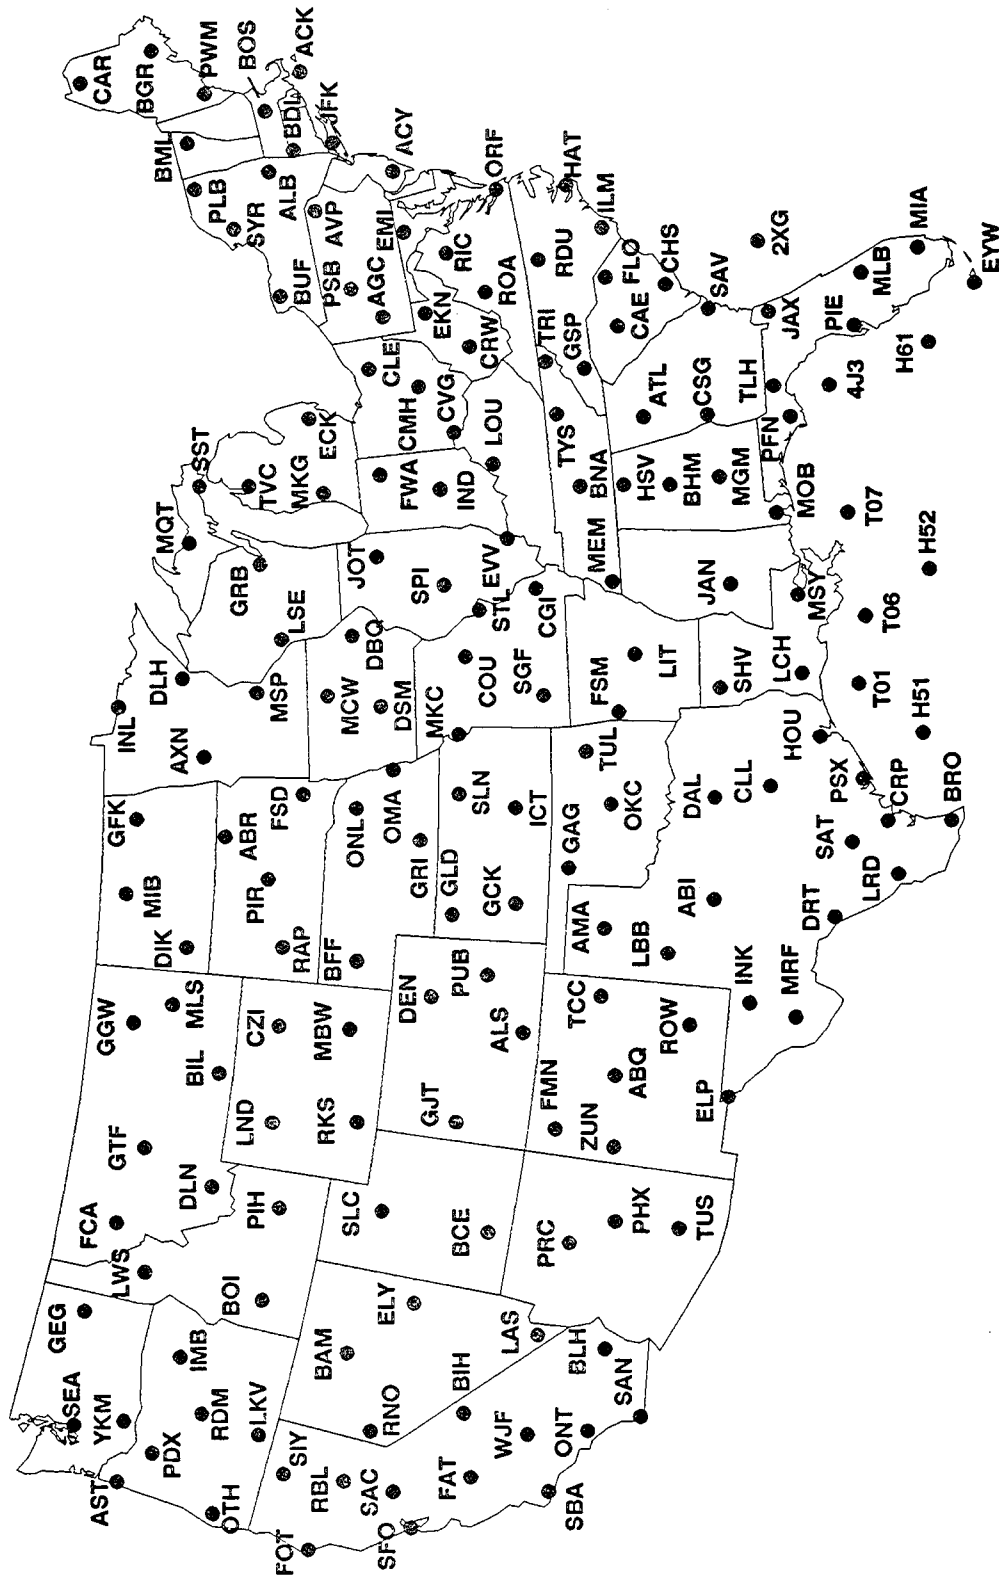 SEA
GEG
YKM
AST
PDX
IMB
RDM
LKV
OTH
LWS
FCA
GTF
GGW
DLN
BIL
MLS
BOI
PIH
LND
CZI
RKS
MBW
DIK
MIB
GFK
ABR
PIR
RAP
FSD
BFF
ONL
OMA
GRI
INL
DLH
AXN
MSP
LSE
GRB
MQT
SST
TVC
MKG
ECK
MCW
DBQ
DSM
JOT
SPI
FWA
IND
CLE
CMH
CVG
BUF
SYR
PLB
ALB
BML
CAR
BGR
PWM
BOS
BDL
ACK
JFK
AVP
PSB
AGC
EMI
ACY
FOT
SIY
RBL
SAC
SFO
RNO
BAM
ELY
BIH
FAT
LAS
WJF
SBA
ONT
BLH
SAN
SLC
BCE
PRC
PHX
TUS
GJT
DEN
PUB
ALS
FMN
ZUN
ABQ
TCC
ROW
ELP
GLD
GCK
SLN
ICT
MKC
COU
SGF
STL
CGI
EVV
LOU
EKN
CRW
RIC
ROA
ORF
GAG
TUL
OKC
AMA
LBB
ABI
DAL
CLL
INK
MRF
DRT
SAT
LRD
HOU
PSX
CRP
BRO
FSM
LIT
SHV
LCH
MEM
JAN
MSY
BNA
TYS
TRI
GSP
RDU
HAT
ILM
FLO
CAE
CHS
SAV
HSV
BHM
MGM
MOB
ATL
CSG
TLH
PFN
JAX
PIE
MLB
MIA
EYW
2XG
4J3
H61
T07
H52
T06
T01
H51